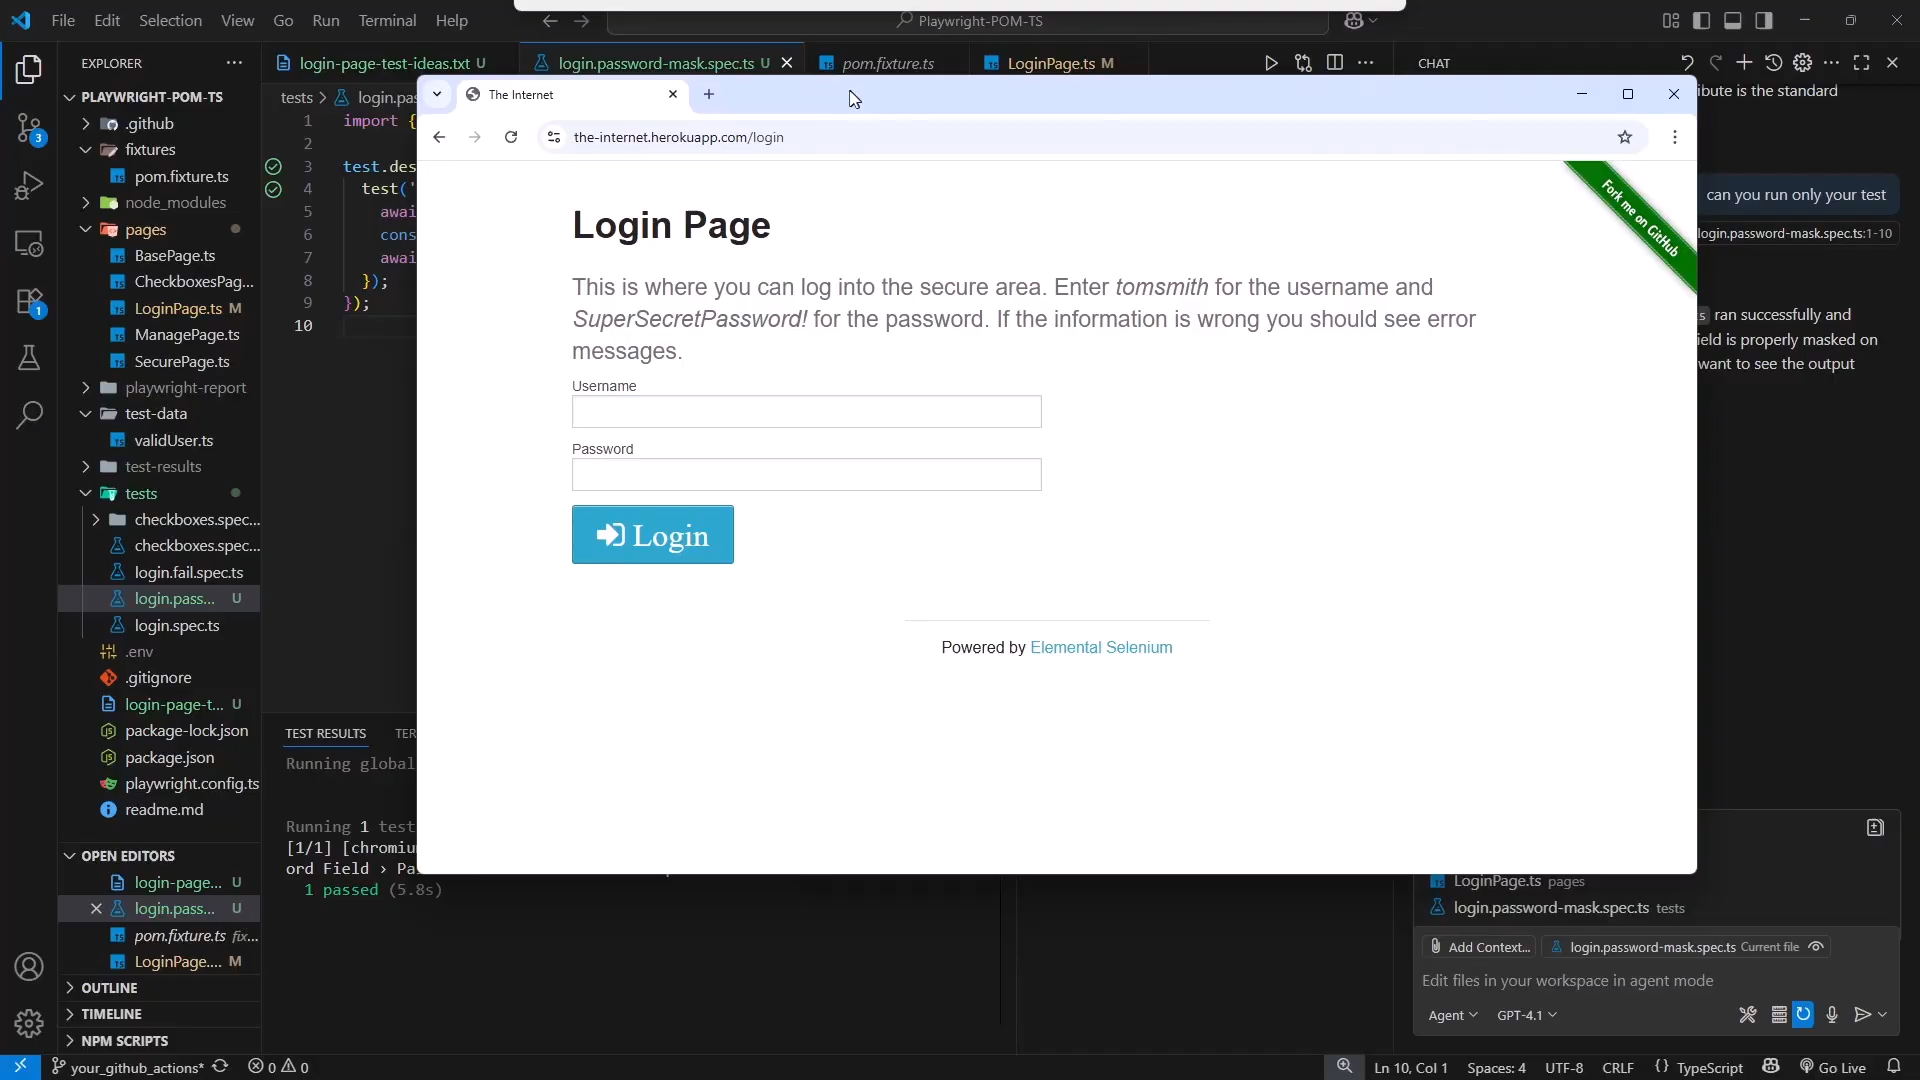 File Edit Selection View Go Run Terminal Help
Playwright-POM-TS
EXPLORER
PLAYWRIGHT-POM-TS
.github
fixtures
pom.fixture.ts
node_modules
pages
BasePage.ts
CheckboxesPag...
LoginPage.ts M
ManagePage.ts
SecurePage.ts
playwright-report
test-data
validUser.ts
test-results
tests
checkboxes.spec...
checkboxes.spec...
login.fail.spec.ts
login.pass... U
login.spec.ts
.env
.gitignore
login-page-t... U
package-lock.json
package.json
playwright.config.ts
readme.md
OPEN EDITORS
login-page... U
login.pass... U
pom.fixture.ts fix...
LoginPage.... M
OUTLINE
TIMELINE
NPM SCRIPTS
3
1
login-page-test-ideas.txt U
login.password-mask.spec.ts U
pom.fixture.ts
LoginPage.ts M
tests > login.pas
1 import {
2
3 test.des
4 test('
5 awai
6 cons
7 awai
8 });
9 });
10
The Internet
the-internet.herokuapp.com/login
Fork me on GitHub
Login Page
This is where you can log into the secure area. Enter tomsmith for the username and
SuperSecretPassword! for the password. If the information is wrong you should see error
messages.
Username
Password
Login
Powered by Elemental Selenium
TEST RESULTS TER
Running global
Running 1 test
[1/1] [chromiu
ord Field › Pa
1 passed (5.8s)
CHAT
ibute is the standard
can you run only your test
login.password-mask.spec.ts:1-10
s ran successfully and
ield is properly masked on
want to see the output
LoginPage.ts pages
login.password-mask.spec.ts tests
Add Context... login.password-mask.spec.ts Current file
Edit files in your workspace in agent mode
Agent GPT-4.1
your_github_actions* 0 0
Ln 10, Col 1 Spaces: 4 UTF-8 CRLF {} TypeScript Go Live